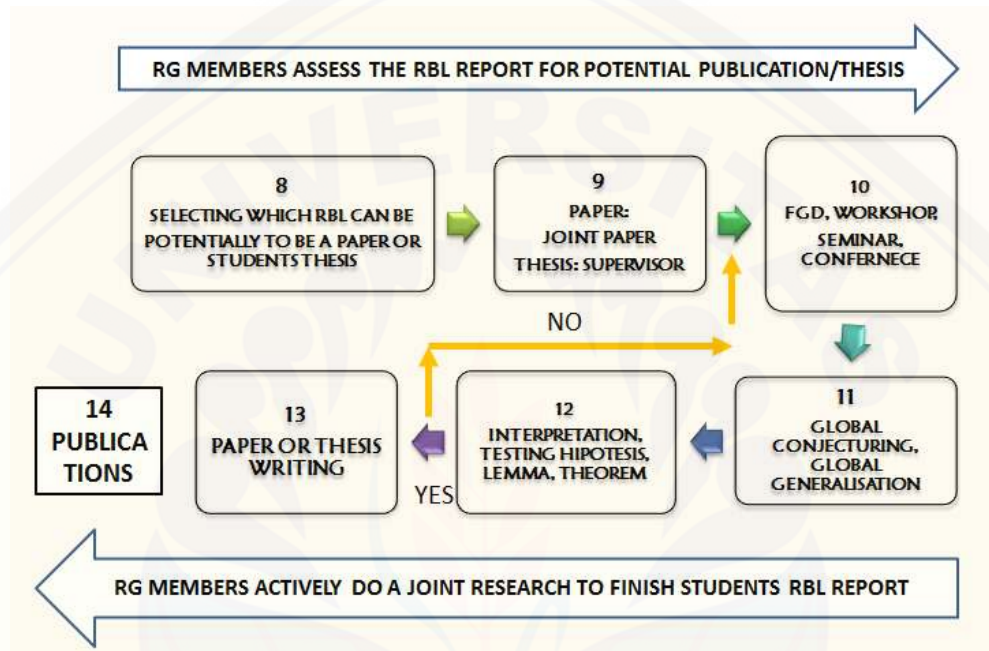 RG MEMBERS ASSESS THE RBL REPORT FOR POTENTIAL PUBLICATION/THESIS
UNIVERSITAS
8
SELECTING WHICH RBL CAN BE
POTENTIALLY TO BE A PAPER OR
STUDENTS THESIS
9
PAPER:
JOINT PAPER
THESIS: SUPERVISOR
10
FGD, WORKSHOP,
SEMINAR,
CONFERNECE
NO
11
GLOBAL
CONJECTURING,
GLOBAL
GENERALISATION
12
INTERPRETATION,
TESTING HIPOTESIS,
LEMMA, THEOREM
YES
13
PAPER OR THESIS
WRITING
14
PUBLICA
TIONS
RG MEMBERS ACTIVELY DO A JOINT RESEARCH TO FINISH STUDENTS RBL REPORT